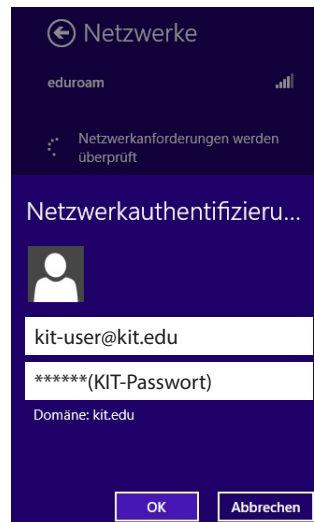 Netzwerke
eduroam
Netzwerkanforderungen werden
überprüft
Netzwerkauthentifizieru...
kit-user@kit.edu
******(KIT-Passwort)
Domäne: kit.edu
OK
Abbrechen